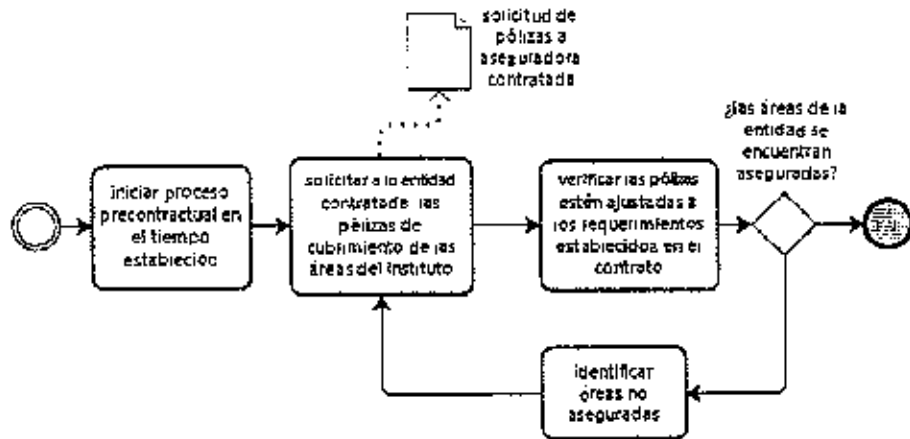 solicitud de
pólizas a
aseguradora
contratada
¿las áreas de la
entidad se
encuentran
aseguradas?
iniciar proceso
precontractual en
el tiempo
establecido
solicitar a la entidad
contratada las
pólizas de
cubrimiento de las
áreas del Instituto
verificar las pólizas
estén ajustadas a
los requerimientos
establecidos en el
contrato
identificar
áreas no
aseguradas